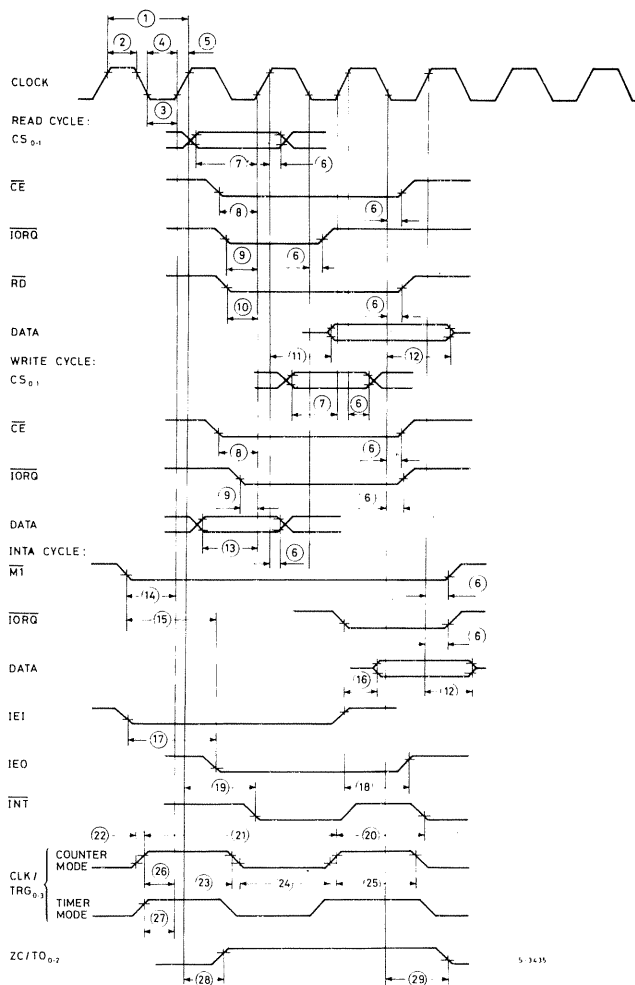 1
2 4 5
CLOCK
3
READ CYCLE:
CS0-1
7 6
CE
8 6
IORQ
9 6
RD
10 6
DATA
(11) (12)
WRITE CYCLE:
CS0-1
7 6
CE
8 6
IORQ
9 (6)
DATA
(13) 6
INTA CYCLE:
M1
(14) (6)
(15)
IORQ
(6)
DATA
(16) (12)
IEI
(17)
IEO
(19) (18)
INT
(22) (21) (20)
CLK/TRG0-3
COUNTER MODE
(26) (23) (24) (25)
TIMER MODE
(27)
ZC/TO0-2
(28) (29)
S-3435